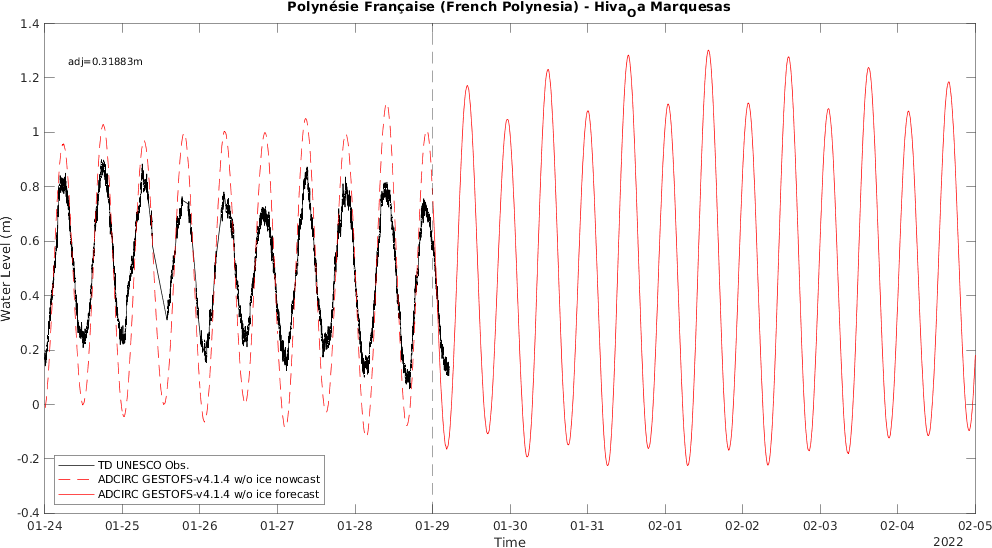 Polynésie Française (French Polynesia) - HivaOa Marquesas
adj=0.31883m
1.4
1.2
1
0.8
0.6
0.4
0.2
0
-0.2
-0.4
Water Level (m)
TD UNESCO Obs.
ADCIRC GESTOFS-v4.1.4 w/o ice nowcast
ADCIRC GESTOFS-v4.1.4 w/o ice forecast
01-24 01-25 01-26 01-27 01-28 01-29 01-30 01-31 02-01 02-02 02-03 02-04 02-05
Time
2022